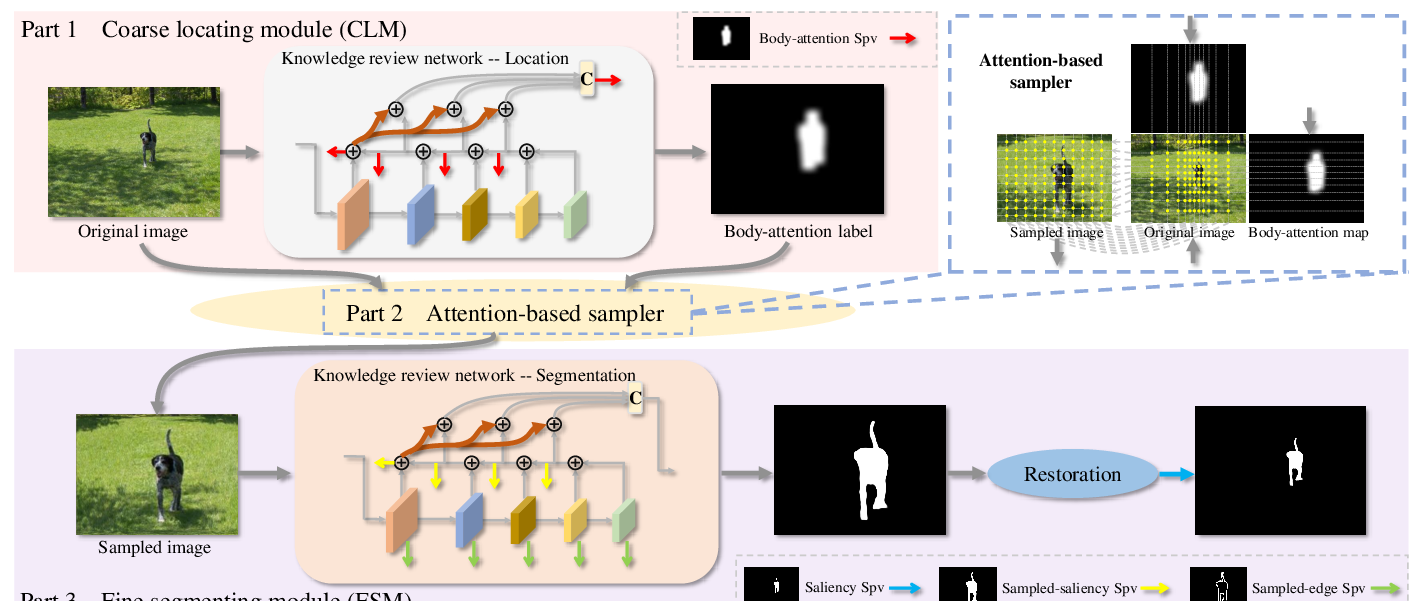 Part 1 Coarse locating module (CLM)
Knowledge review network -- Location
C
Original image
Body-attention label
Body-attention Spv
Attention-based
sampler
Sampled image
Original image
Body-attention map
Part 2 Attention-based sampler
Knowledge review network -- Segmentation
C
Sampled image
Restoration
Saliency Spv
Sampled-saliency Spv
Sampled-edge Spv
Part 3 Fine segmenting module (FSM)